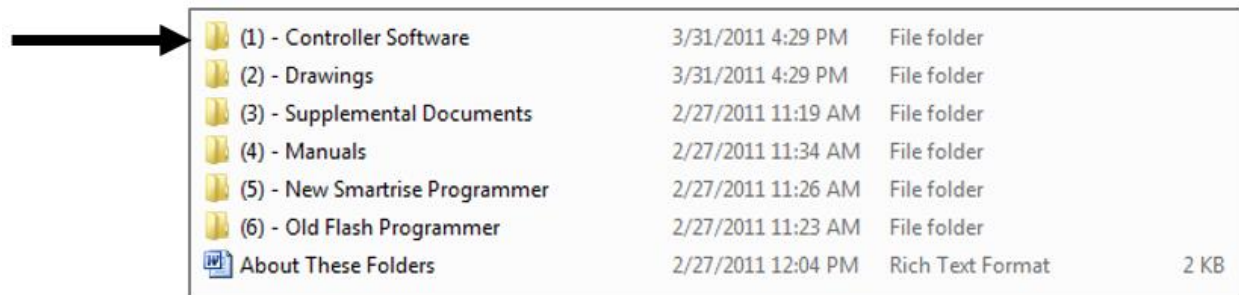 (1) - Controller Software 3/31/2011 4:29 PM File folder
(2) - Drawings 3/31/2011 4:29 PM File folder
(3) - Supplemental Documents 2/27/2011 11:19 AM File folder
(4) - Manuals 2/27/2011 11:34 AM File folder
(5) - New Smartrise Programmer 2/27/2011 11:26 AM File folder
(6) - Old Flash Programmer 2/27/2011 11:23 AM File folder
About These Folders 2/27/2011 12:04 PM Rich Text Format 2 KB